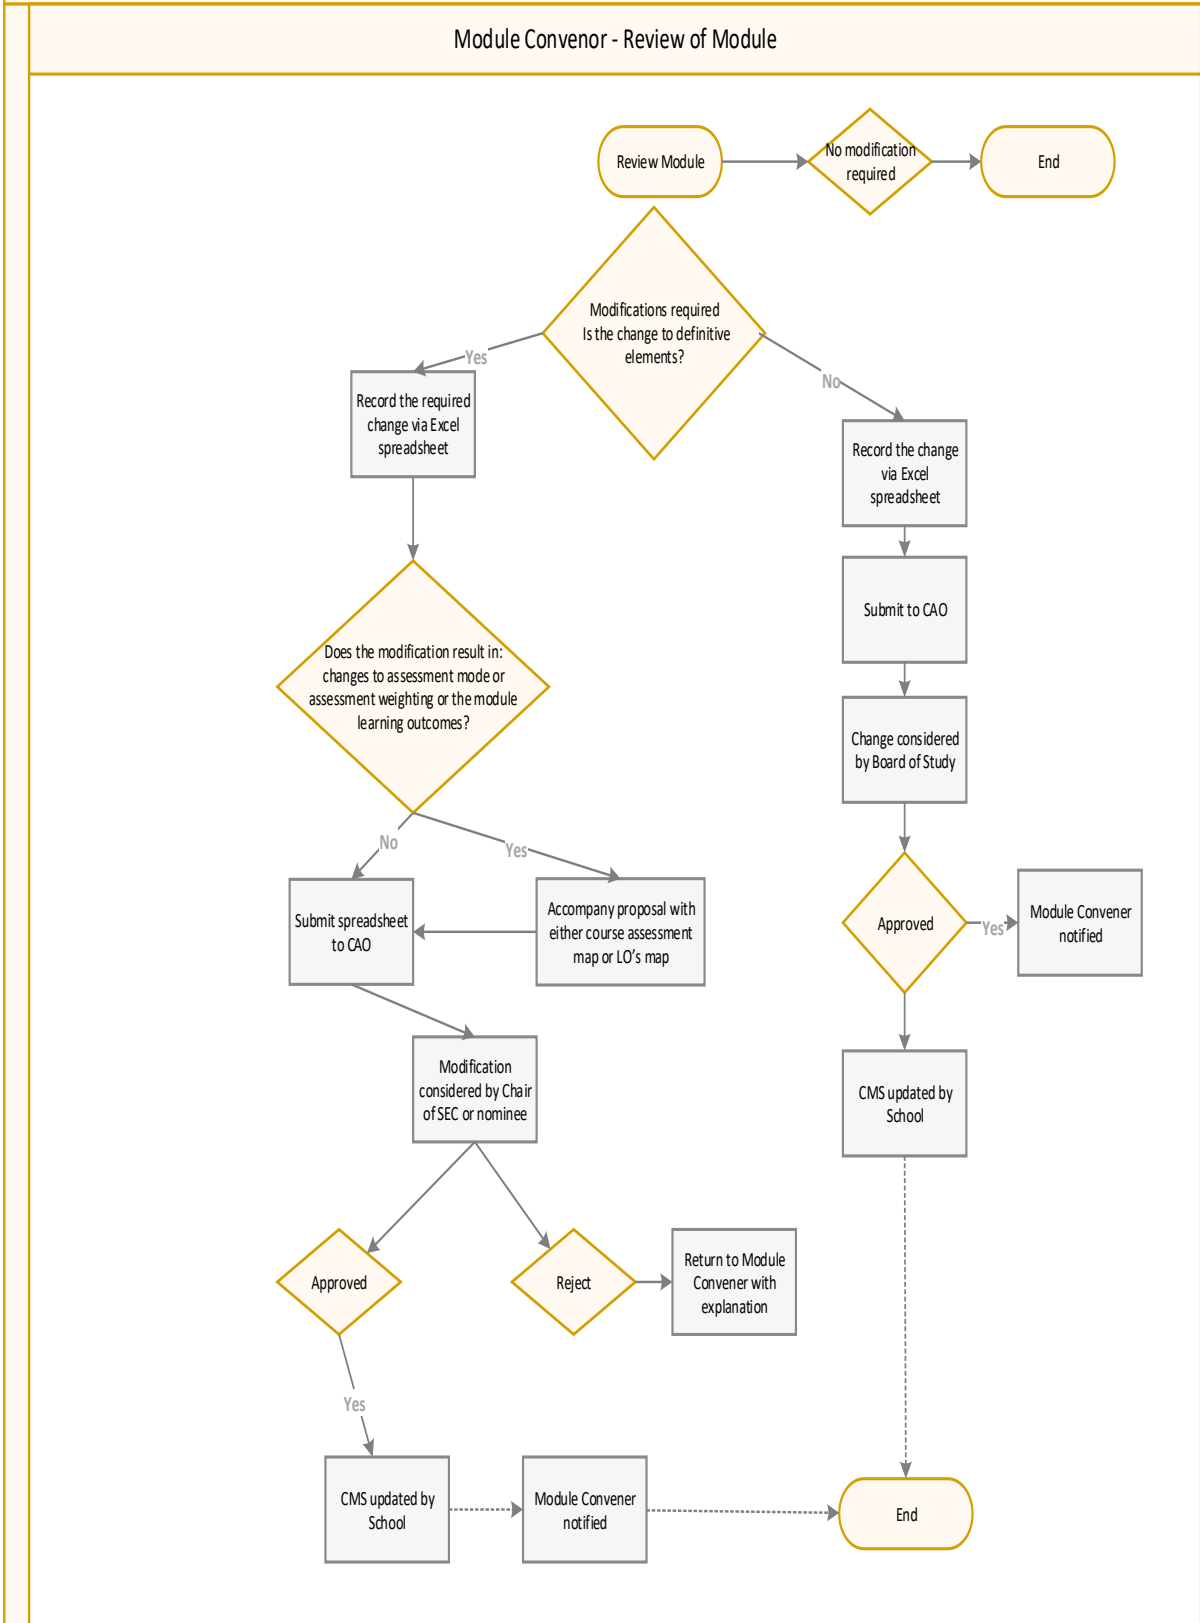 Module Convenor - Review of Module
Review Module
No modification
required
End
Modifications required
Is the change to definitive
elements?
Yes
No
Record the required
change via Excel
spreadsheet
Record the change
via Excel
spreadsheet
Submit to CAO
Does the modification result in:
changes to assessment mode or
assessment weighting or the module
learning outcomes?
Change considered
by Board of Study
No
Yes
Submit spreadsheet
to CAO
Accompany proposal with
either course assessment
map or LO's map
Approved
Yes
Module Convener
notified
Modification
considered by Chair
of SEC or nominee
CMS updated by
School
Approved
Reject
Return to Module
Convener with
explanation
Yes
CMS updated by
School
Module Convener
notified
End